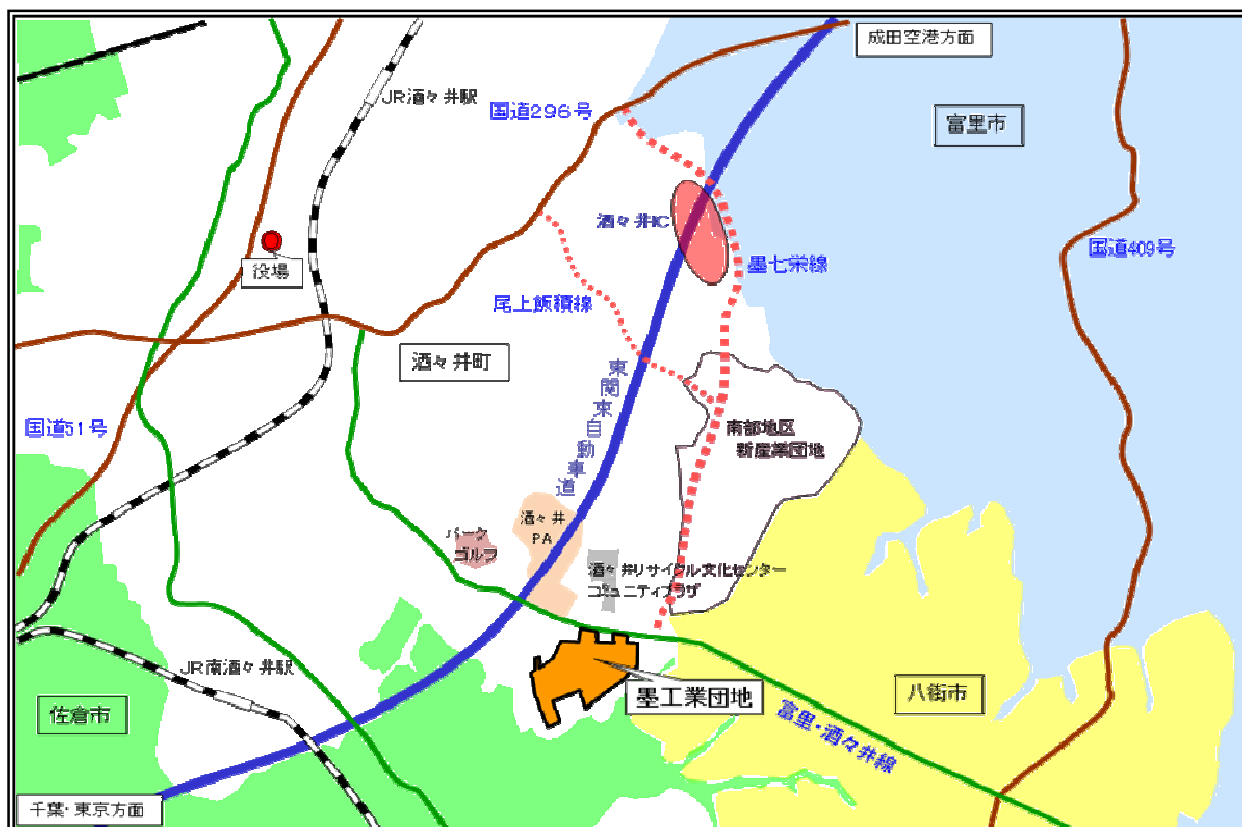 成田空港方面
JR酒々井駅
国道296号
富里市
酒々井IC
役場
墨七栄線
国道409号
尾上飯積線
酒々井町
東関東自動車道
国道51号
南部地区
新産業団地
酒々井
PA
パーク
ゴルフ
酒々井リサイクル文化センター
コミュニティプラザ
JR南酒々井駅
墨工業団地
八街市
佐倉市
富里・酒々井線
千葉・東京方面